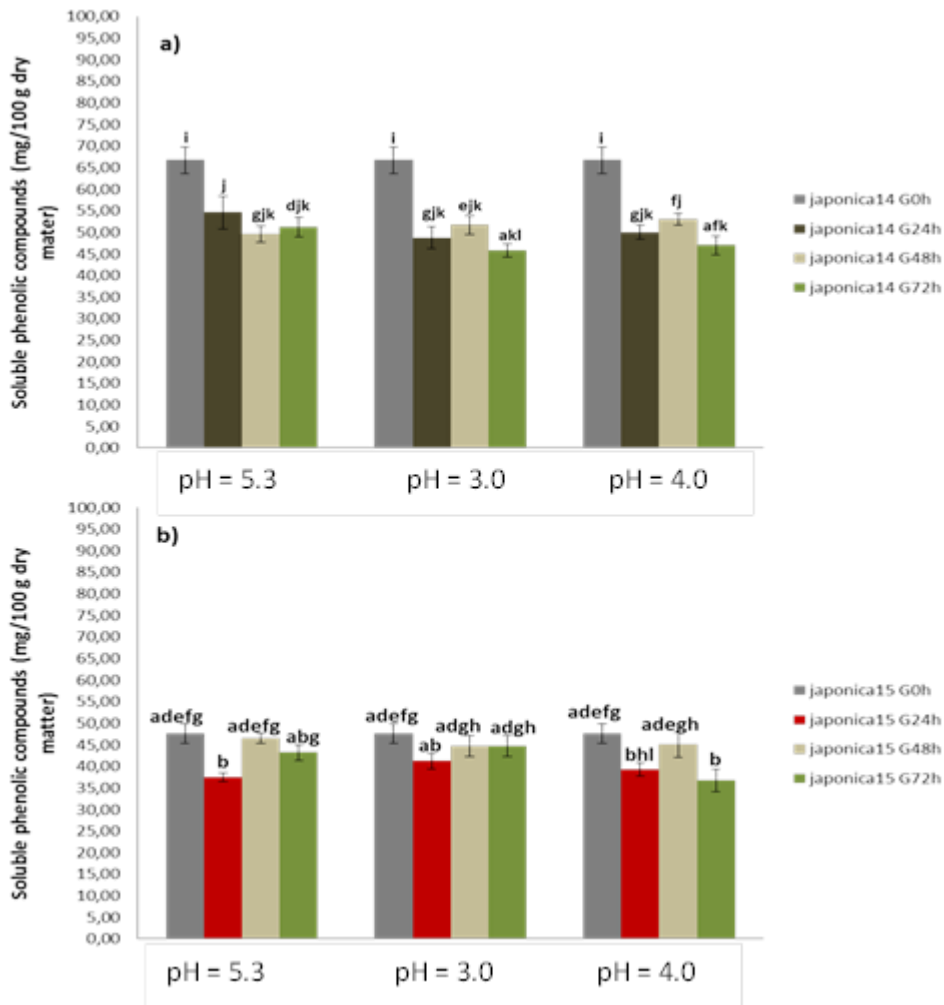 Soluble phenolic compounds (mg/100 g dry
mater)
100,00
95,00
90,00
85,00
80,00
75,00
70,00
65,00
60,00
55,00
50,00
45,00
40,00
35,00
30,00
25,00
20,00
15,00
10,00
5,00
0,00
a)
i
j
gjk
djk
i
gjk
ejk
akl
i
gjk
fj
afk
japonica14 G0h
japonica14 G24h
japonica14 G48h
japonica14 G72h
pH = 5.3
pH = 3.0
pH = 4.0
Soluble phenolic compounds (mg/100 g dry
matter)
100,00
95,00
90,00
85,00
80,00
75,00
70,00
65,00
60,00
55,00
50,00
45,00
40,00
35,00
30,00
25,00
20,00
15,00
10,00
5,00
0,00
b)
adefg
b
adefg
abg
adefg
ab
adgh
adgh
adefg
bhl
adegh
b
japonica15 G0h
japonica15 G24h
japonica15 G48h
japonica15 G72h
pH = 5.3
pH = 3.0
pH = 4.0